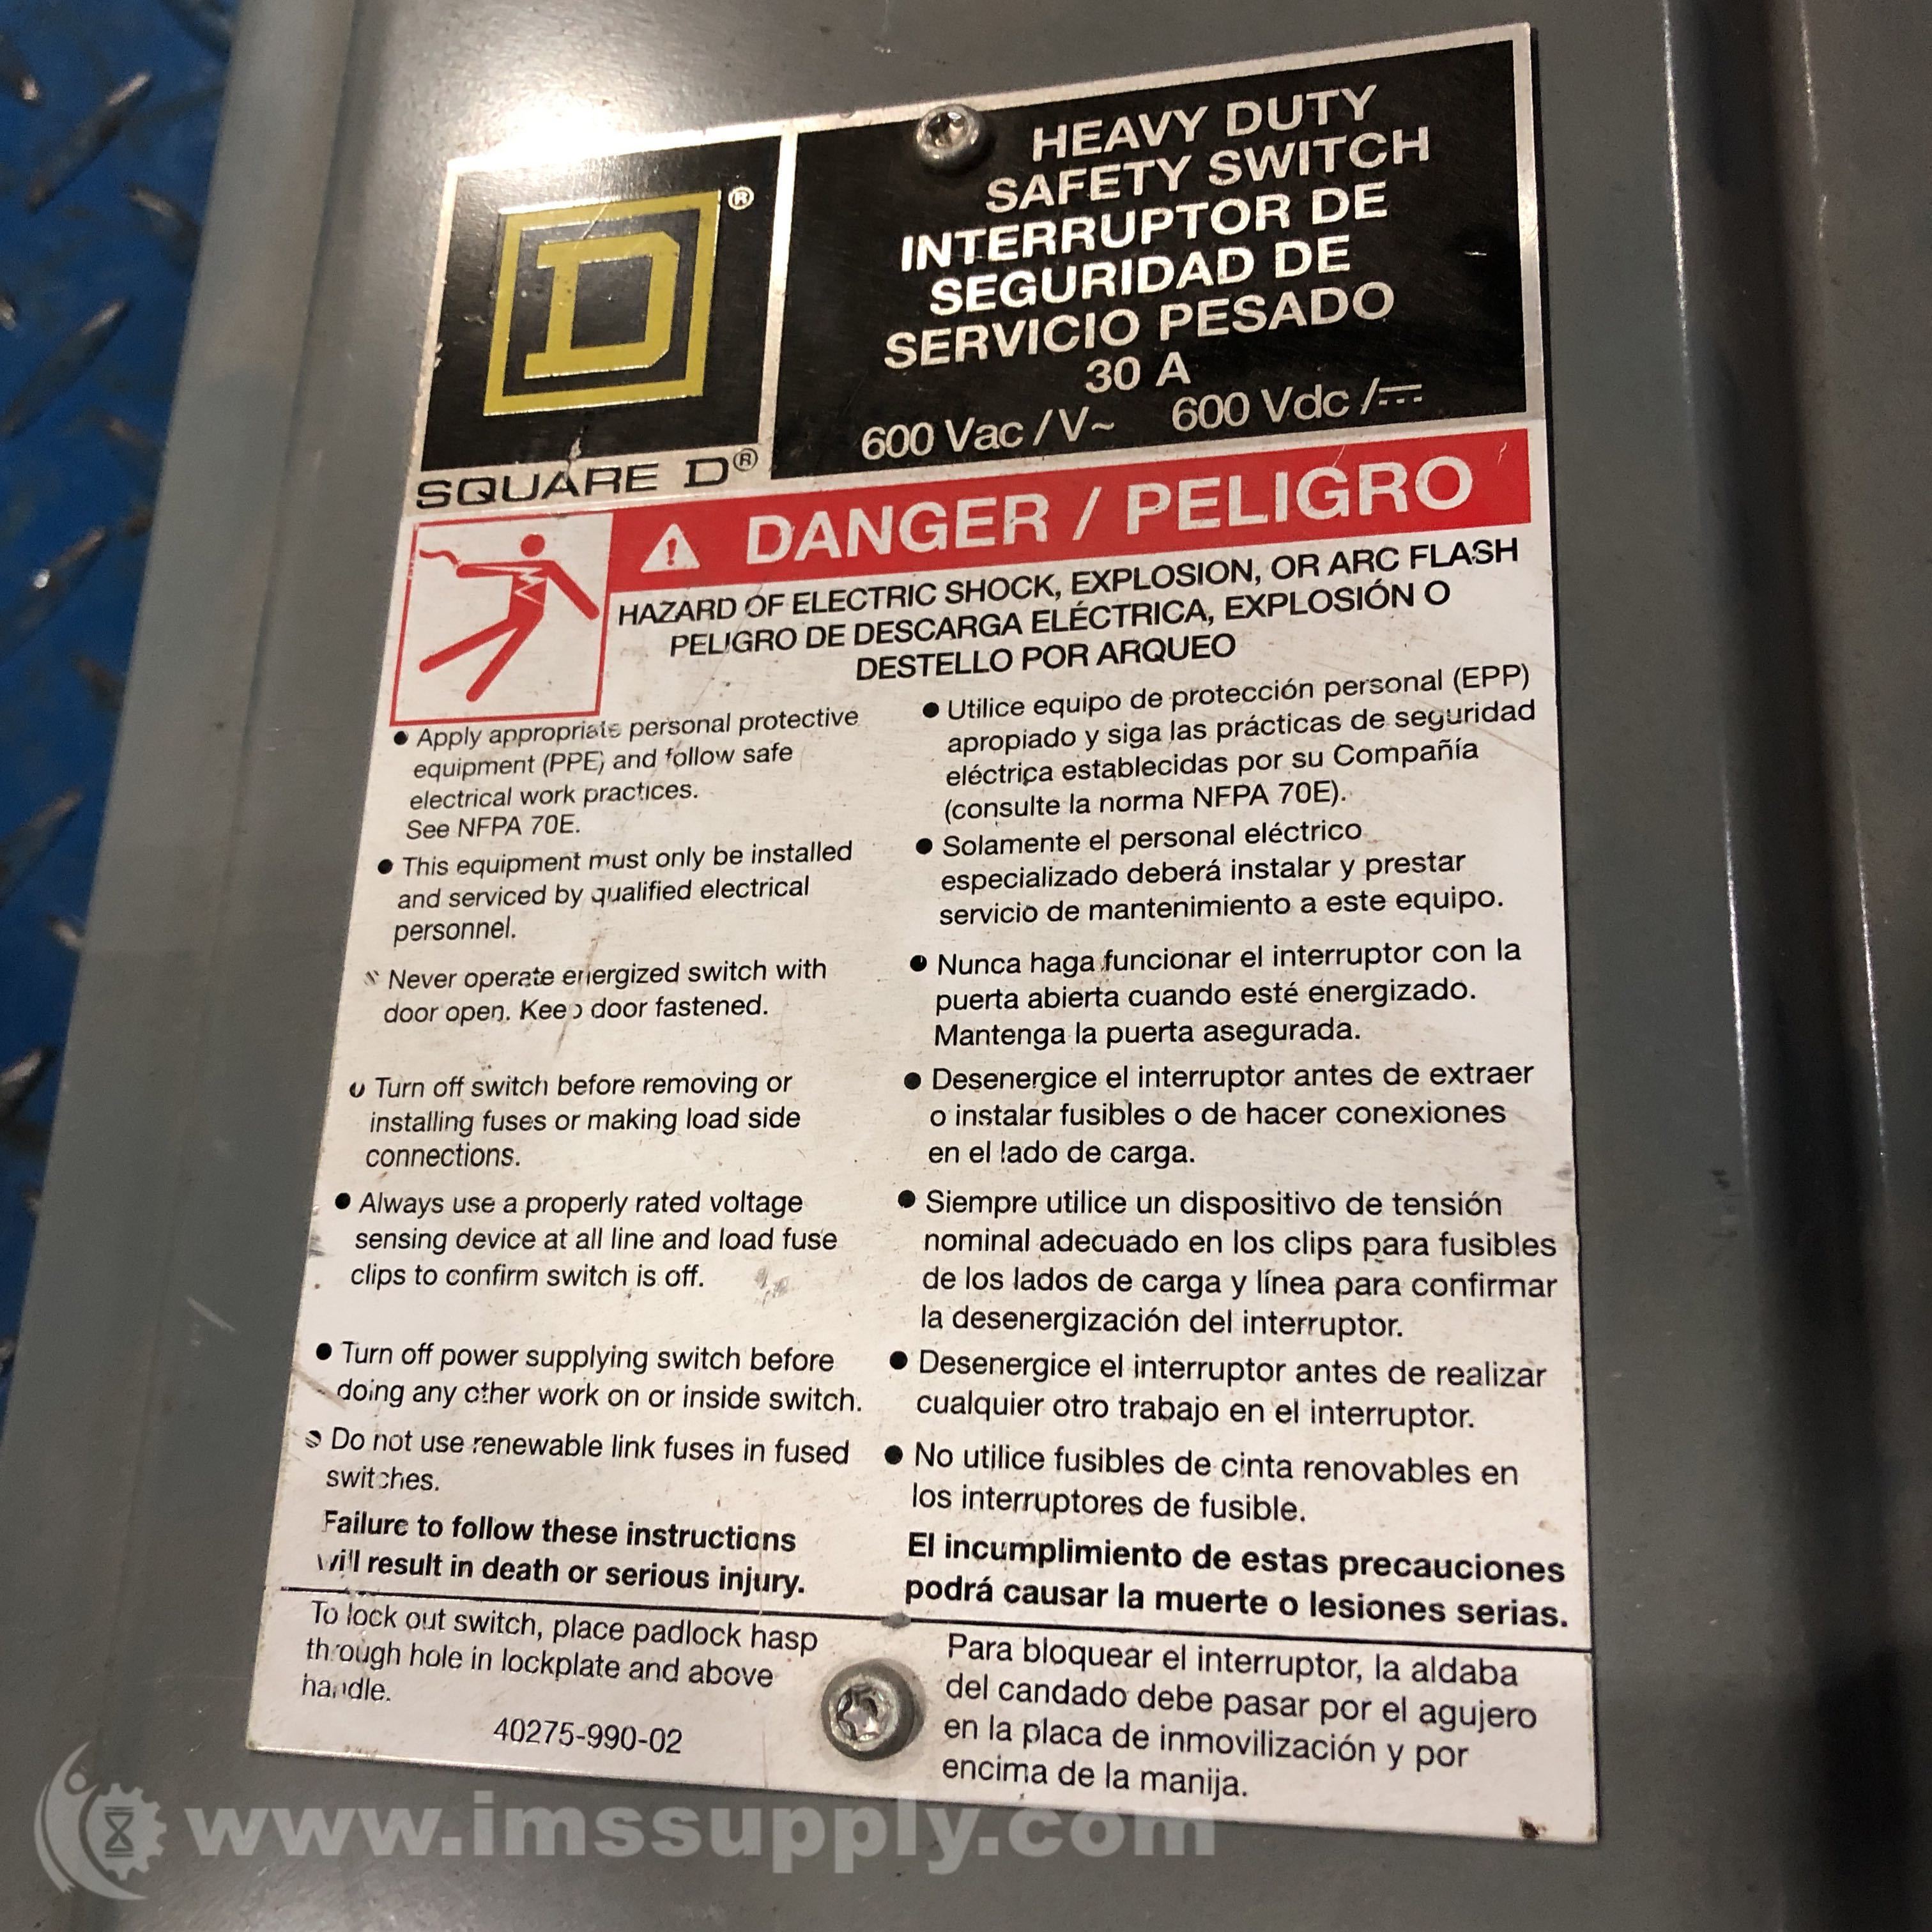 HEAVY DUTY
SAFETY SWITCH
INTERRUPTOR DE
SEGURIDAD DE
SERVICIO PESADO
30 A
600 Vac / V~ 600 Vdc / ⎓
D®
SQUARE D®
DANGER / PELIGRO
HAZARD OF ELECTRIC SHOCK, EXPLOSION, OR ARC FLASH
PELIGRO DE DESCARGA ELÉCTRICA, EXPLOSIÓN O
DESTELLO POR ARQUEO
● Apply appropriate personal protective
equipment (PPE) and follow safe
electrical work practices.
See NFPA 70E.
● This equipment must only be installed
and serviced by qualified electrical
personnel.
● Never operate energized switch with
door open. Keep door fastened.
● Turn off switch before removing or
installing fuses or making load side
connections.
● Always use a properly rated voltage
sensing device at all line and load fuse
clips to confirm switch is off.
● Turn off power supplying switch before
doing any other work on or inside switch.
● Do not use renewable link fuses in fused
switches.
Failure to follow these instructions
will result in death or serious injury.
● Utilice equipo de protección personal (EPP)
apropiado y siga las prácticas de seguridad
eléctrica establecidas por su Compañía
(consulte la norma NFPA 70E).
● Solamente el personal eléctrico
especializado deberá instalar y prestar
servicio de mantenimiento a este equipo.
● Nunca haga funcionar el interruptor con la
puerta abierta cuando esté energizado.
Mantenga la puerta asegurada.
● Desenergice el interruptor antes de extraer
o instalar fusibles o de hacer conexiones
en el lado de carga.
● Siempre utilice un dispositivo de tensión
nominal adecuado en los clips para fusibles
de los lados de carga y línea para confirmar
la desenergización del interruptor.
● Desenergice el interruptor antes de realizar
cualquier otro trabajo en el interruptor.
● No utilice fusibles de cinta renovables en
los interruptores de fusible.
El incumplimiento de estas precauciones
podrá causar la muerte o lesiones serias.
To lock out switch, place padlock hasp
through hole in lockplate and above
handle.
40275-990-02
Para bloquear el interruptor, la aldaba
del candado debe pasar por el agujero
en la placa de inmovilización y por
encima de la manija.
www.imssupply.com